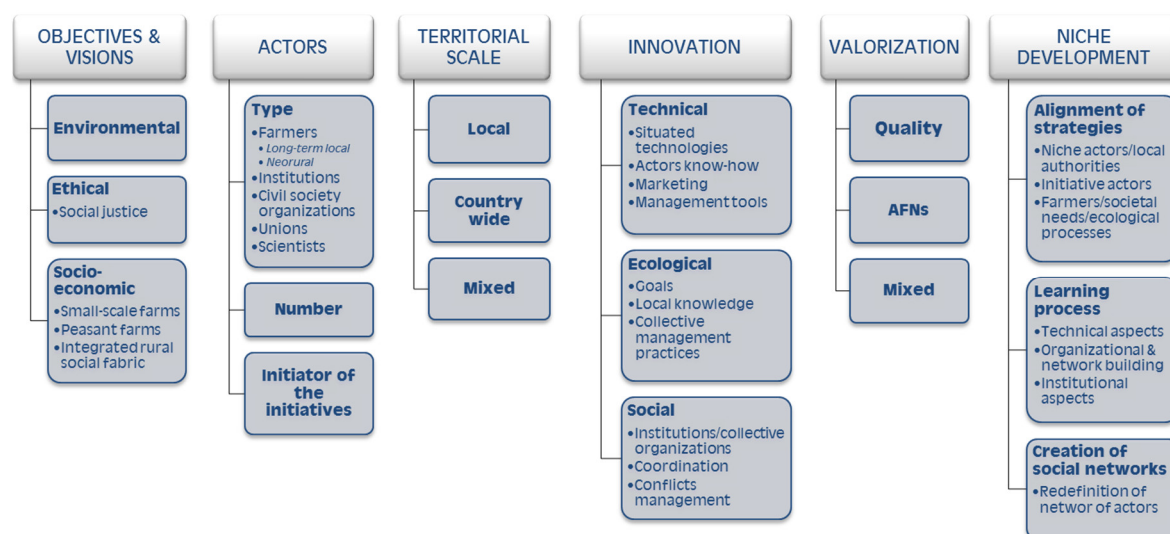 OBJECTIVES &
VISIONS
Environmental
Ethical
•Social justice
Socio-
economic
•Small-scale farms
•Peasant farms
•Integrated rural
social fabric
ACTORS
Type
•Farmers
•Long-term local
•Neorural
•Institutions
•Civil society
organizations
•Unions
•Scientists
Number
Initiator of
the
initiatives
TERRITORIAL
SCALE
Local
Country
wide
Mixed
INNOVATION
Technical
•Situated
technologies
•Actors know-how
•Marketing
•Management tools
Ecological
•Goals
•Local knowledge
•Collective
management
practices
Social
•Institutions/collective
organizations
•Coordination
•Conflicts
management
VALORIZATION
Quality
AFNs
Mixed
NICHE
DEVELOPMENT
Alignment of
strategies
•Niche actors/local
authorities
•Initiative actors
•Farmers/societal
needs/ecological
processes
Learning
process
•Technical aspects
•Organizational &
network building
•Institutional
aspects
Creation of
social networks
•Redefinition of
networ of actors